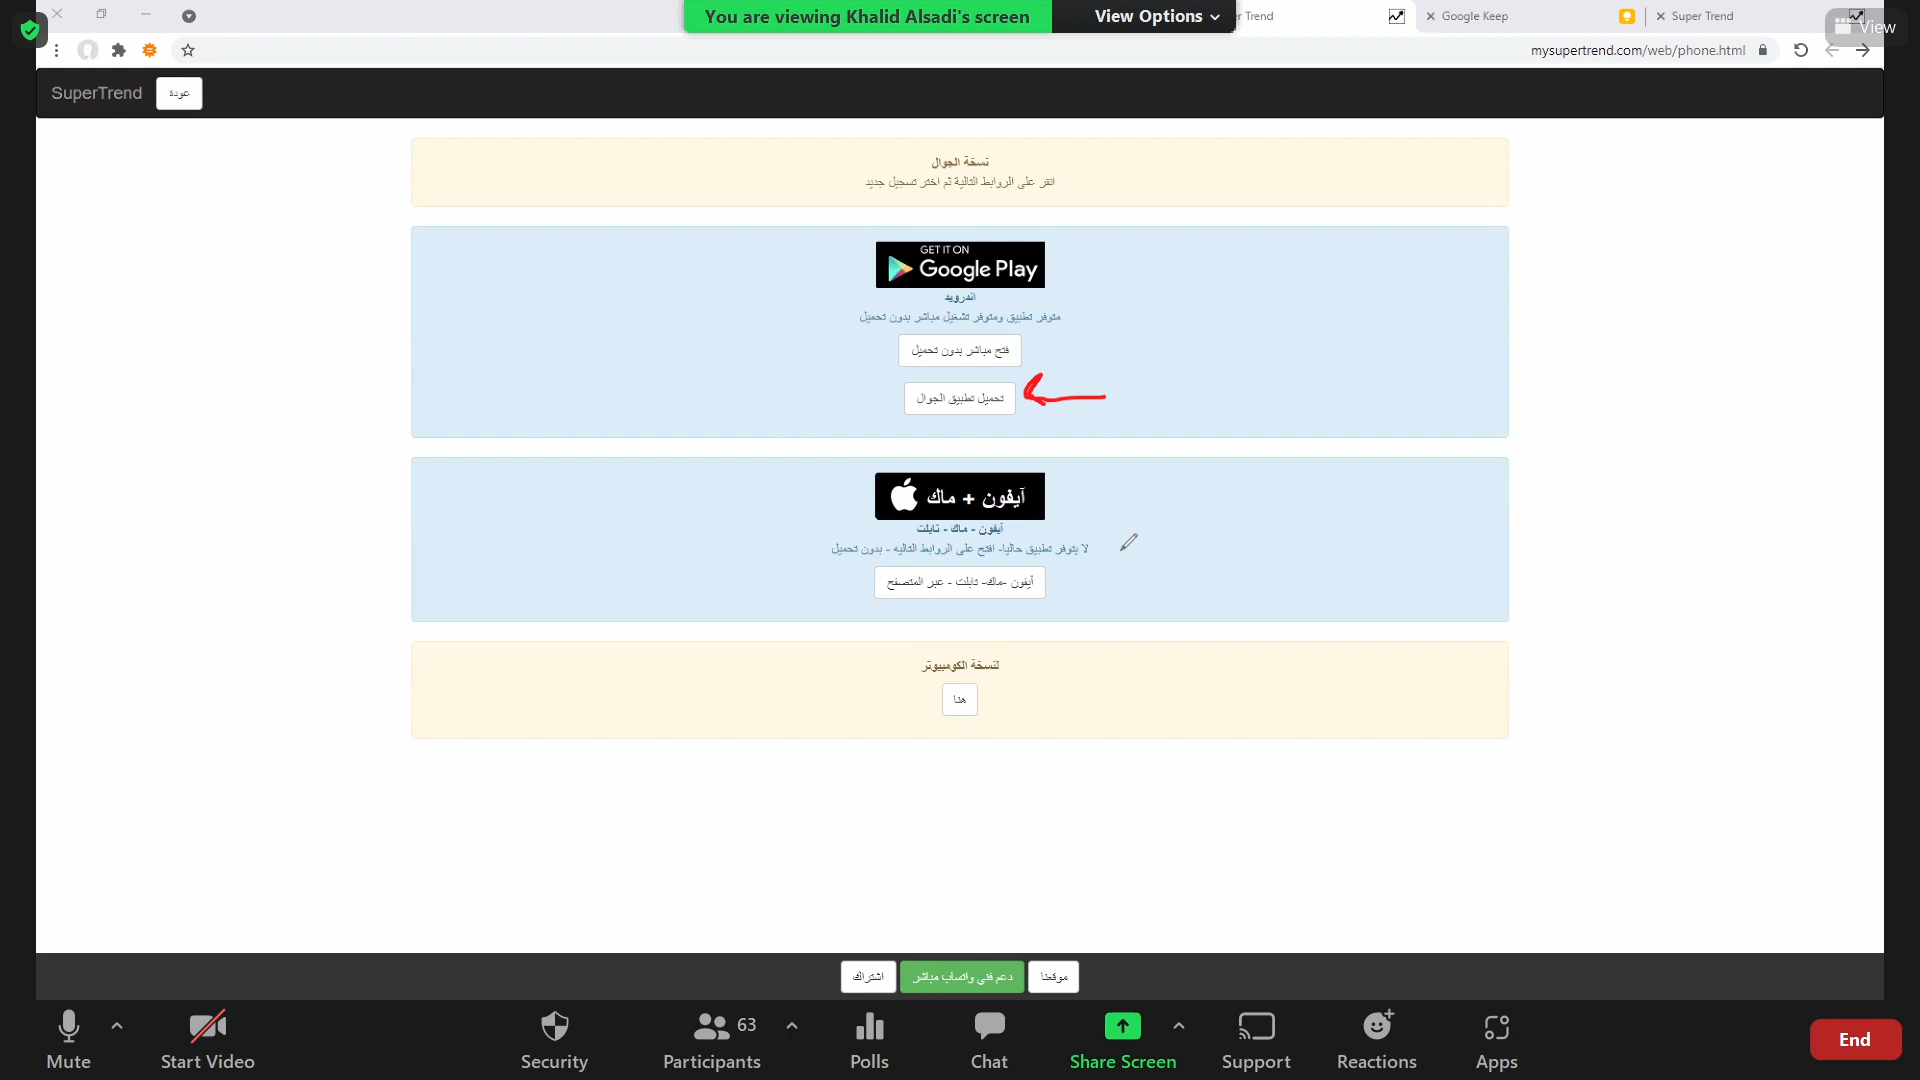 You are viewing Khalid Alsadi's screen
View Options
r Trend
Google Keep
Super Trend
View
mysupertrend.com/web/phone.html
SuperTrend
عودة
نسخة الجوال
انقر على الروابط التالية ثم اختر تسجيل جديد
GET IT ON
Google Play
اندرويد
متوفر تطبيق ومتوفر تشغيل مباشر بدون تحميل
فتح مباشر بدون تحميل
تحميل تطبيق الجوال
آيفون + ماك
آيفون - ماك - تابلت
لا يتوفر تطبيق حاليا- افتح على الروابط التاليه - بدون تحميل
أيفون -ماك- تابلت - عبر المتصفح
لنسخة الكومبيوتر
هنا
موقعنا
دعم فني واتساب مباشر
اشتراك
Mute
Start Video
Security
63
Participants
Polls
Chat
Share Screen
Support
Reactions
Apps
End